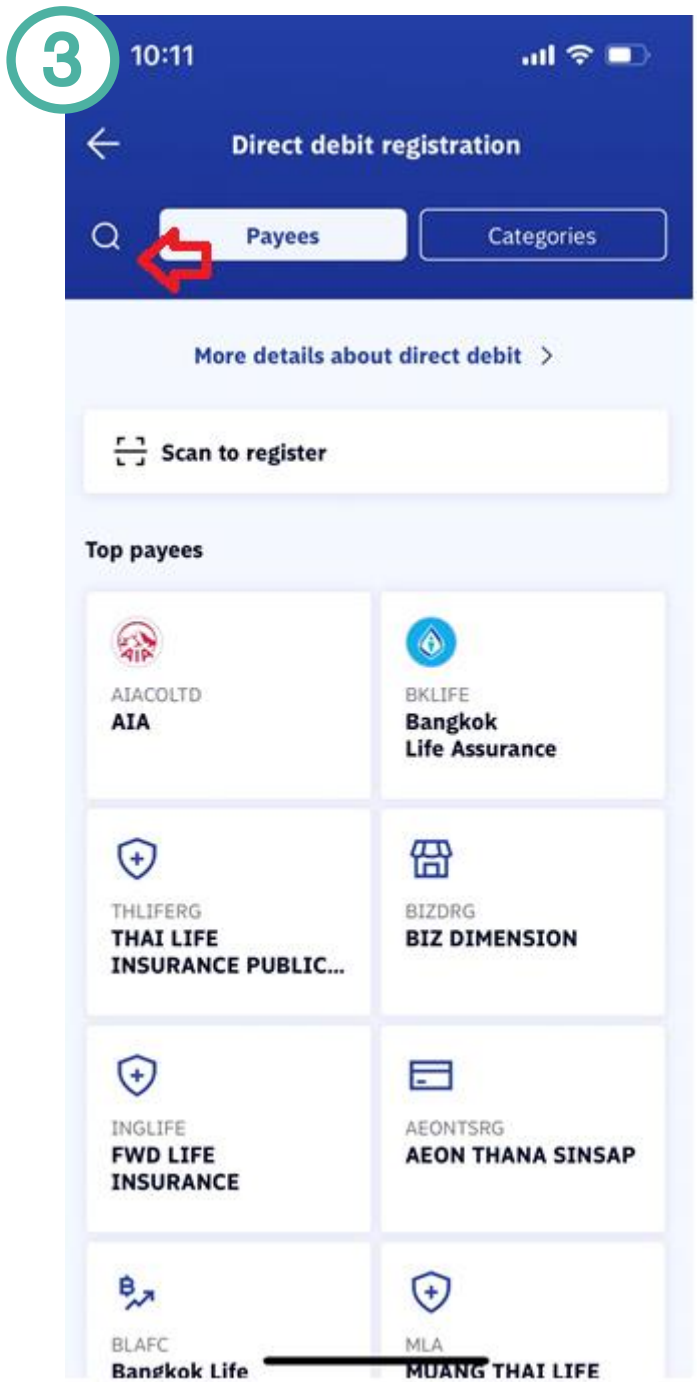 3
10:11
Direct debit registration
Payees
Categories
More details about direct debit >
Scan to register
Top payees
AIA
AIACOLTD
AIA
BKLIFE
Bangkok
Life Assurance
THLIFERG
THAI LIFE
INSURANCE PUBLIC...
BIZDRG
BIZ DIMENSION
INGLIFE
FWD LIFE
INSURANCE
AEONTSRG
AEON THANA SINSAP
BLAFC
Bangkok Life
MLA
MUANG THAI LIFE